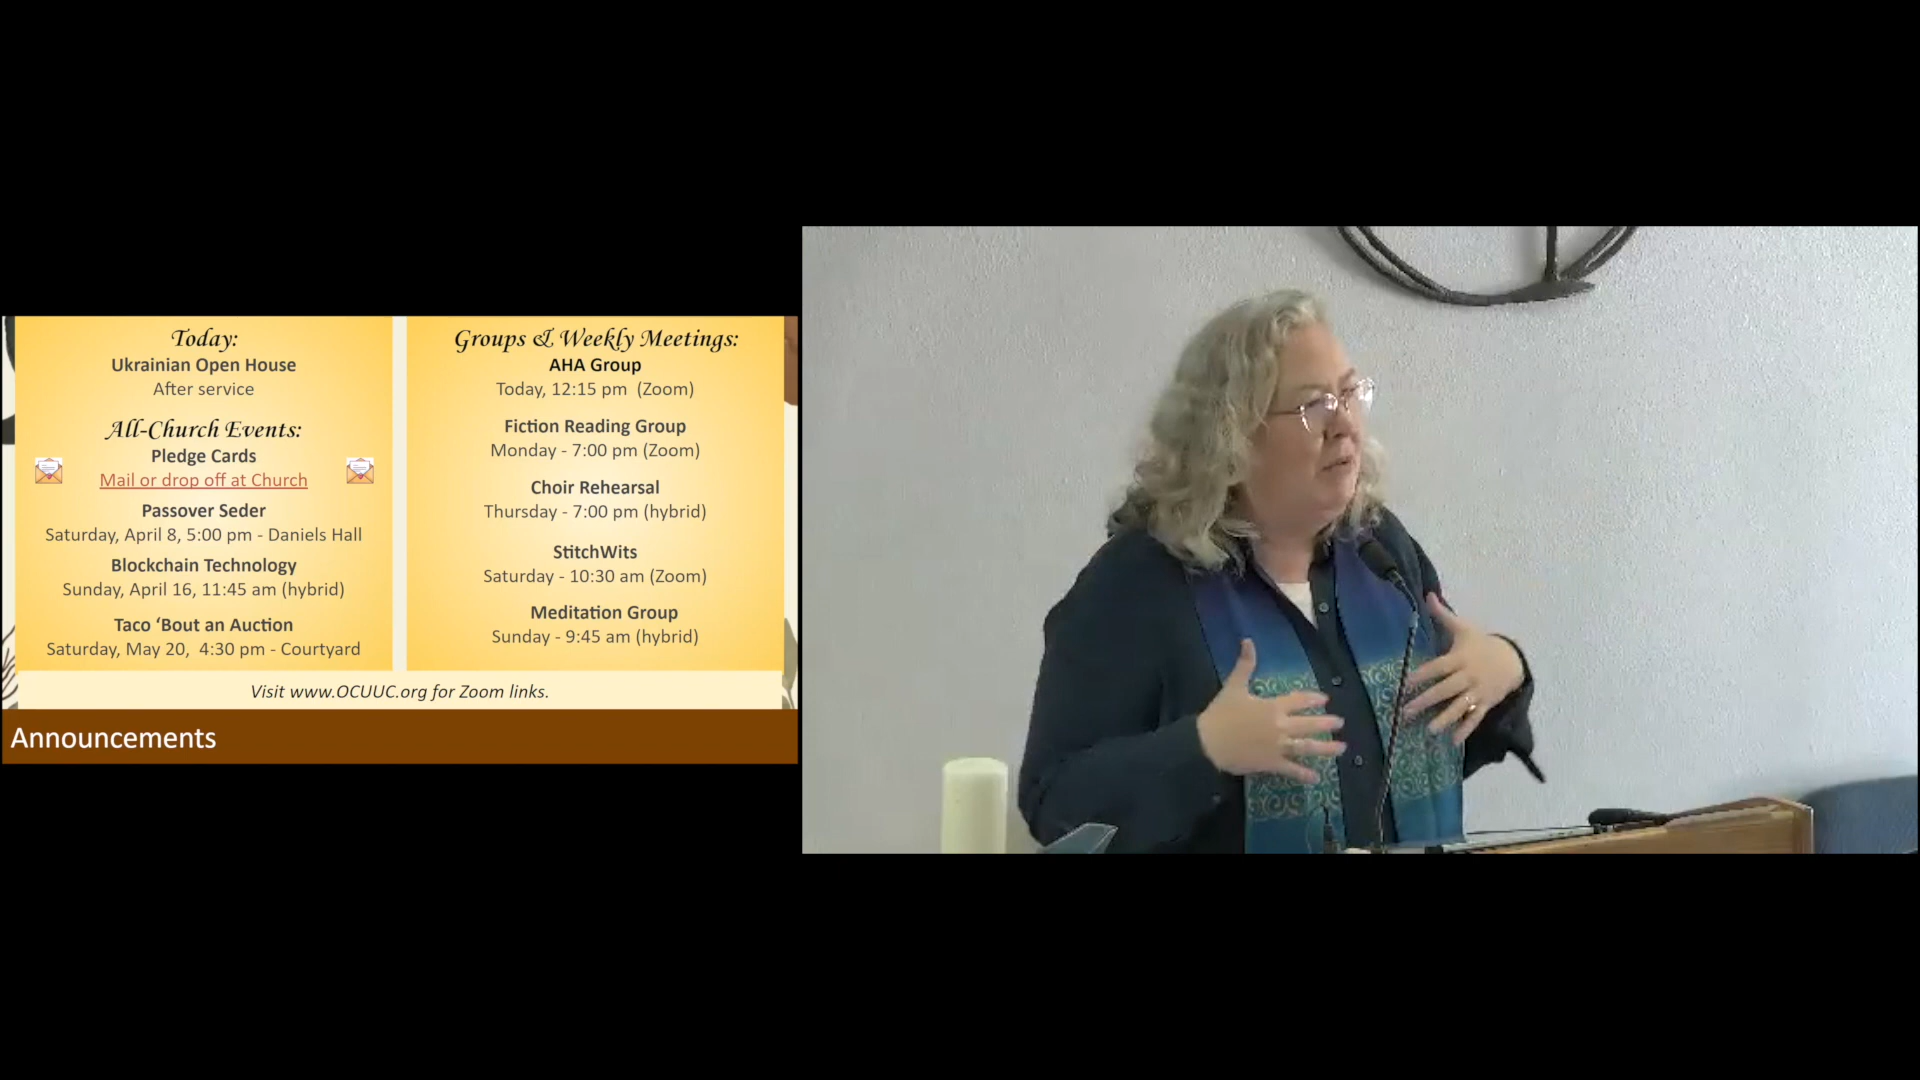 Today:
Ukrainian Open House
After service
All-Church Events:
Pledge Cards
Mail or drop off at Church
Passover Seder
Saturday, April 8, 5:00 pm - Daniels Hall
Blockchain Technology
Sunday, April 16, 11:45 am (hybrid)
Taco ‘Bout an Auction
Saturday, May 20,  4:30 pm - Courtyard
Groups & Weekly Meetings:
AHA Group
Today, 12:15 pm  (Zoom)
Fiction Reading Group
Monday - 7:00 pm (Zoom)
Choir Rehearsal
Thursday - 7:00 pm (hybrid)
StitchWits
Saturday - 10:30 am (Zoom)
Meditation Group
Sunday - 9:45 am (hybrid)
Visit www.OCUUC.org for Zoom links.
Announcements